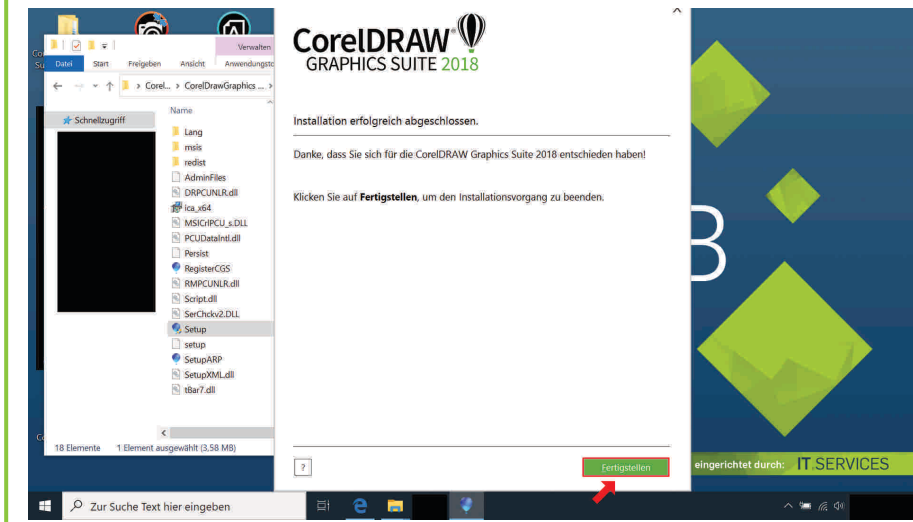 Verwalten
Datei Start Freigeben Ansicht Anwendungstc
> Corel... > CorelDrawGraphics ... >
Schnellzugriff
Name
Lang
msis
redist
AdminFiles
DRPCUNLR.dll
ica_x64
MSICrlPCU_s.DLL
PCUDataIntl.dll
Persist
RegisterCGS
RMPCUNLR.dll
Script.dll
SerChckv2.DLL
Setup
setup
SetupARP
SetupXML.dll
tBar7.dll
18 Elemente 1 Element ausgewählt (3,58 MB)
CorelDRAW®
GRAPHICS SUITE 2018
Installation erfolgreich abgeschlossen.
Danke, dass Sie sich für die CorelDRAW Graphics Suite 2018 entschieden haben!
Klicken Sie auf Fertigstellen, um den Installationsvorgang zu beenden.
?
Fertigstellen
B
eingerichtet durch: IT.SERVICES
Zur Suche Text hier eingeben